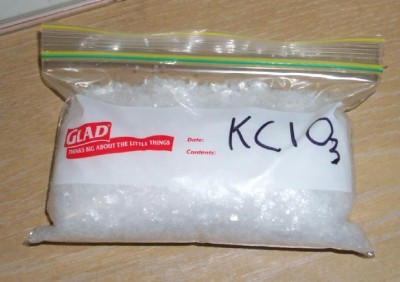 GLAD
THINKS BIG ABOUT THE LITTLE THINGS
Date:
Contents:
KClO3